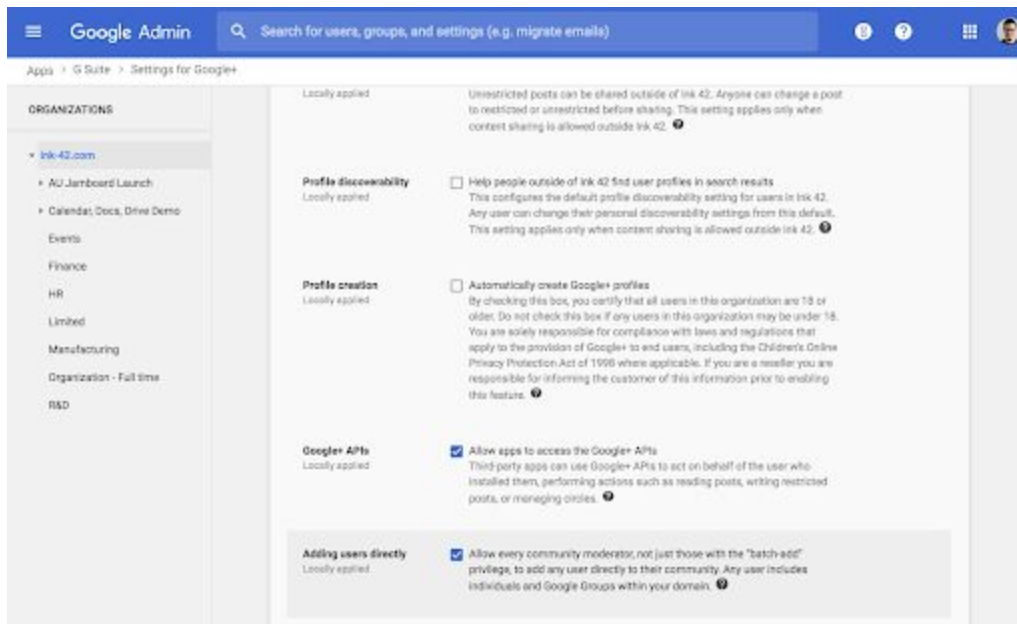 Google Admin
Search for users, groups, and settings (e.g. migrate emails)
Apps > G Suite > Settings for Google+
ORGANIZATIONS
ink-42.com
AU Jamboard Launch
Calendar, Docs, Drive Demo
Events
Finance
HR
Limited
Manufacturing
Organization - Full time
R&D
Locally applied
Unrestricted posts can be shared outside of Ink 42. Anyone can change a post
to restricted or unrestricted before sharing. This setting applies only when
content sharing is allowed outside Ink 42.
Profile discoverability
Locally applied
Help people outside of Ink 42 find user profiles in search results
This configures the default profile discoverability setting for users in Ink 42.
Any user can change their personal discoverability settings from this default.
This setting applies only when content sharing is allowed outside Ink 42.
Profile creation
Locally applied
Automatically create Google+ profiles
By checking this box, you certify that all users in this organization are 18 or
older. Do not check this box if any users in this organization may be under 18.
You are solely responsible for compliance with laws and regulations that
apply to the provision of Google+ to end users, including the Children's Online
Privacy Protection Act of 1998 where applicable. If you are a reseller you are
responsible for informing the customer of this information prior to enabling
this feature.
Google+ APIs
Locally applied
Allow apps to access the Google+ APIs
Third-party apps can use Google+ APIs to act on behalf of the user who
installed them, performing actions such as reading posts, writing restricted
posts, or managing circles.
Adding users directly
Locally applied
Allow every community moderator, not just those with the "batch-add"
privilege, to add any user directly to their community. Any user includes
individuals and Google Groups within your domain.